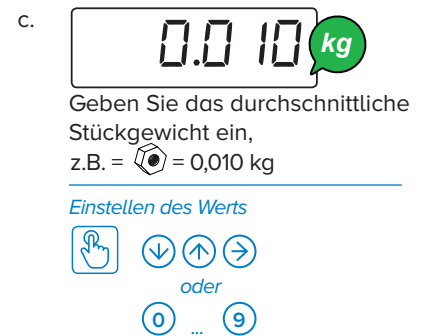 c.
0.010 kg
Geben Sie das durchschnittliche
Stückgewicht ein,
z.B. = = 0,010 kg
Einstellen des Werts
oder
0 ... 9